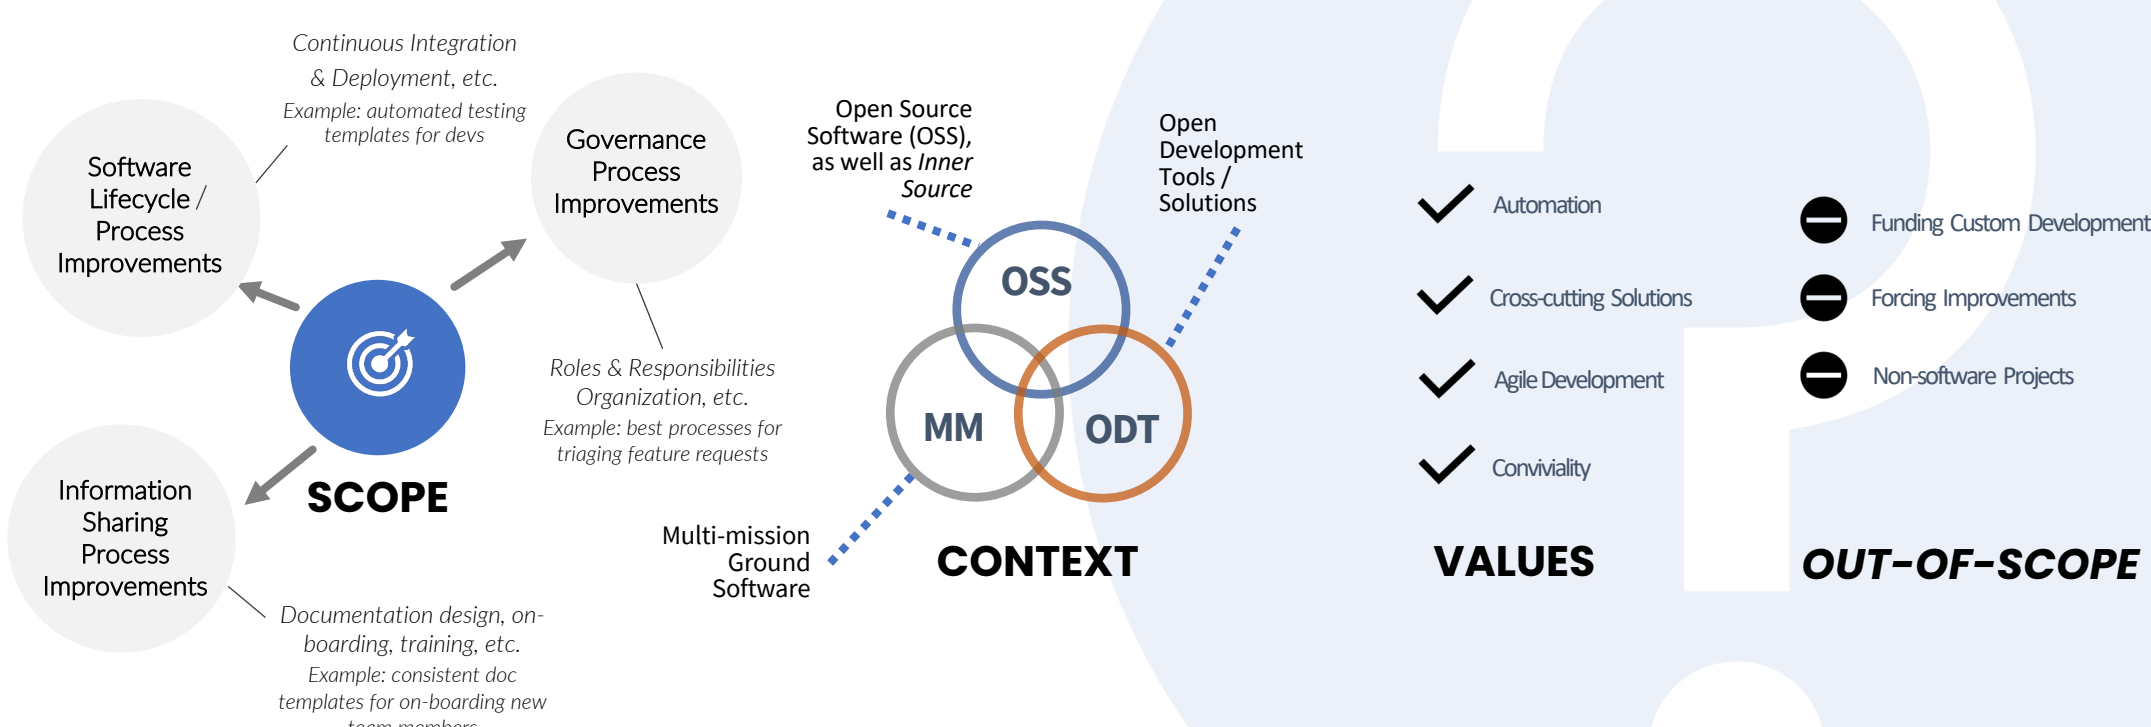 Continuous Integration
& Deployment, etc.
Example: automated testing
templates for devs
Software
Lifecycle /
Process
Improvements
Governance
Process
Improvements
Roles & Responsibilities
Organization, etc.
Example: best processes for
triaging feature requests
SCOPE
Information
Sharing
Process
Improvements
Documentation design, on-
boarding, training, etc.
Example: consistent doc
templates for on-boarding new
team members
Open Source
Software (OSS),
as well as Inner
Source
Open
Development
Tools /
Solutions
OSS
MM
ODT
Multi-mission
Ground
Software
CONTEXT
Automation
Cross-cutting Solutions
Agile Development
Conviviality
VALUES
Funding Custom Development
Forcing Improvements
Non-software Projects
OUT-OF-SCOPE